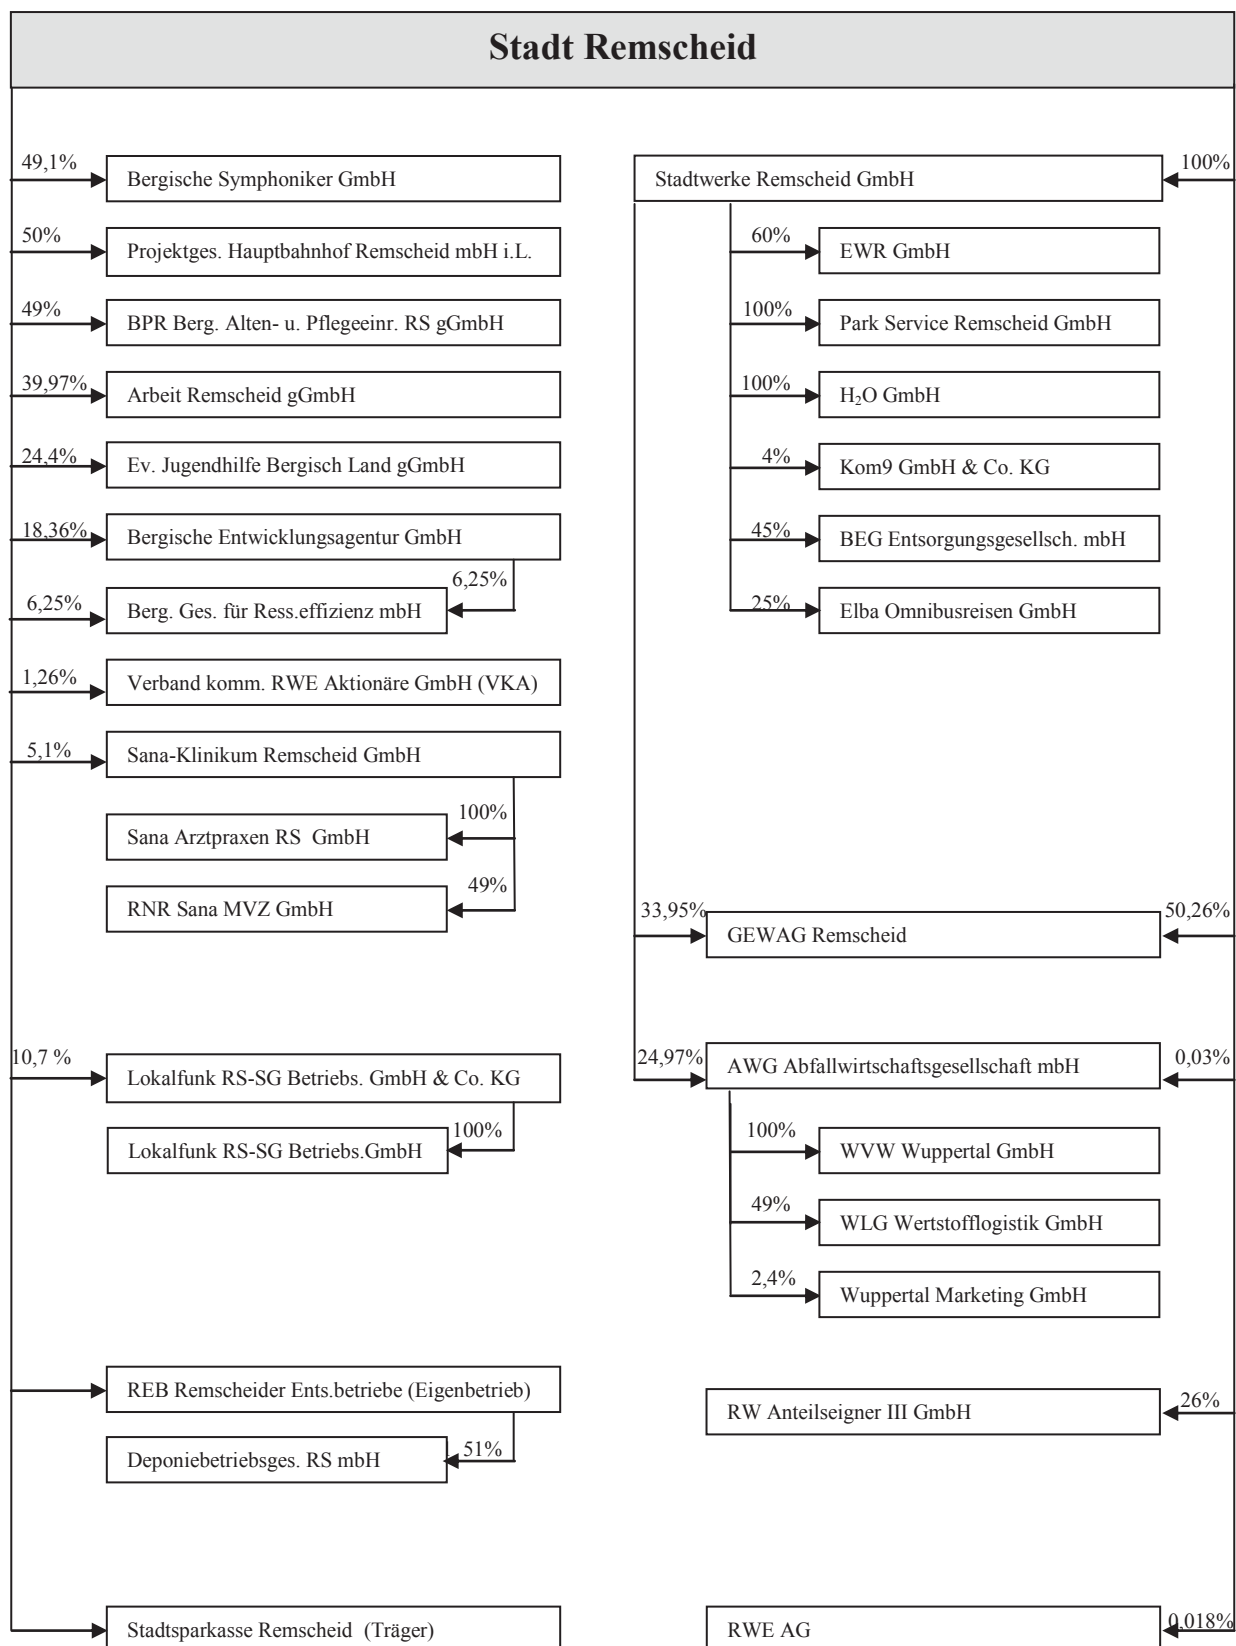 Stadt Remscheid
49,1%
Bergische Symphoniker GmbH
50%
Projektges. Hauptbahnhof Remscheid mbH i.L.
49%
BPR Berg. Alten- u. Pflegeeinr. RS gGmbH
39,97%
Arbeit Remscheid gGmbH
24,4%
Ev. Jugendhilfe Bergisch Land gGmbH
18,36%
Bergische Entwicklungsagentur GmbH
6,25%
6,25%
Berg. Ges. für Ress.effizienz mbH
1,26%
Verband komm. RWE Aktionäre GmbH (VKA)
5,1%
Sana-Klinikum Remscheid GmbH
100%
Sana Arztpraxen RS GmbH
49%
RNR Sana MVZ GmbH
10,7 %
Lokalfunk RS-SG Betriebs. GmbH & Co. KG
100%
Lokalfunk RS-SG Betriebs.GmbH
REB Remscheider Ents.betriebe (Eigenbetrieb)
51%
Deponiebetriebsges. RS mbH
Stadtsparkasse Remscheid (Träger)
100%
Stadtwerke Remscheid GmbH
60%
EWR GmbH
100%
Park Service Remscheid GmbH
100%
H₂O GmbH
4%
Kom9 GmbH & Co. KG
45%
BEG Entsorgungsgesellsch. mbH
25%
Elba Omnibusreisen GmbH
33,95%
GEWAG Remscheid
50,26%
24,97%
AWG Abfallwirtschaftsgesellschaft mbH
0,03%
100%
WVW Wuppertal GmbH
49%
WLG Wertstofflogistik GmbH
2,4%
Wuppertal Marketing GmbH
RW Anteilseigner III GmbH
26%
RWE AG
0,018%